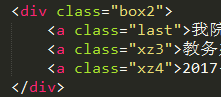 <div class="box2">
<a class="last">我院
<a class="xz3">教务
<a class="xz4">2017-
</div>